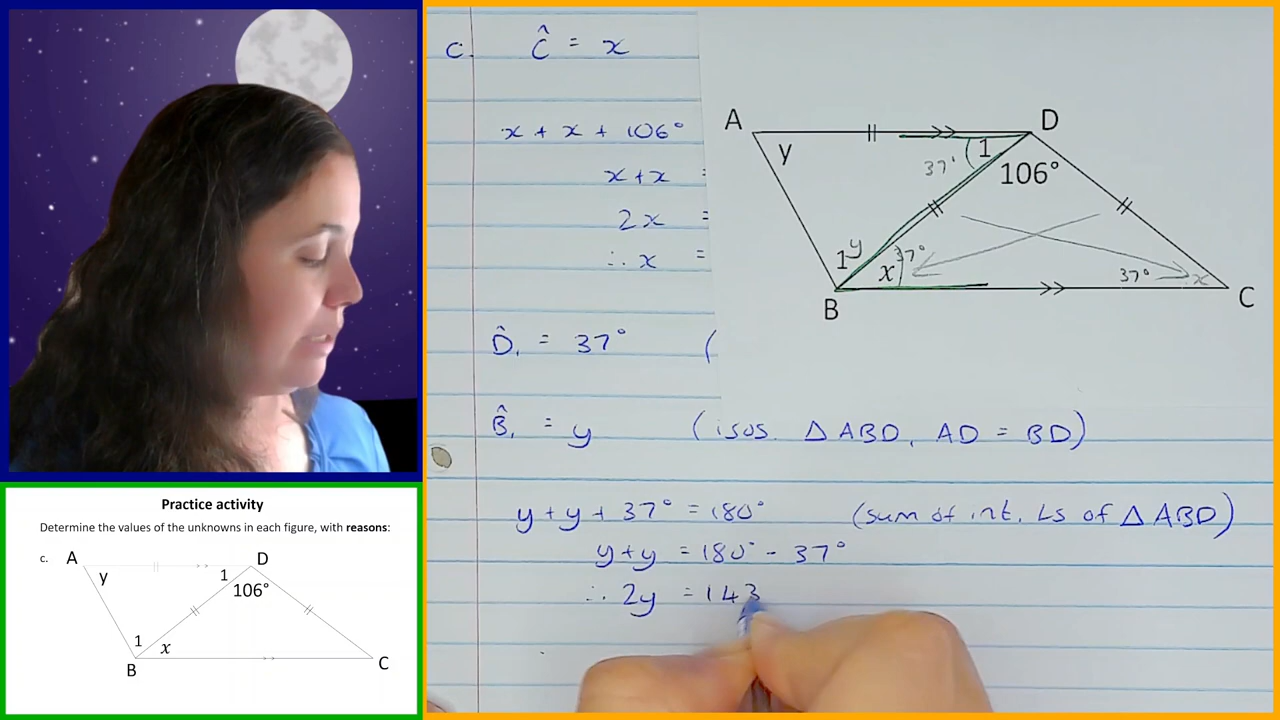 c. Ĉ = x
x + x + 106°
x + x =
2x =
∴ x =
D̂₁ = 37° (
B̂₁ = y (isos. △ABD, AD = BD)
y + y + 37° = 180° (sum of int. ∠s of △ABD)
y + y = 180° - 37°
∴ 2y = 143
A
D
y
37°
1
106°
1
y
x
37°
37°
x
B
C
Practice activity
Determine the values of the unknowns in each figure, with reasons:
c.
A
D
y
1
106°
1
x
B
C